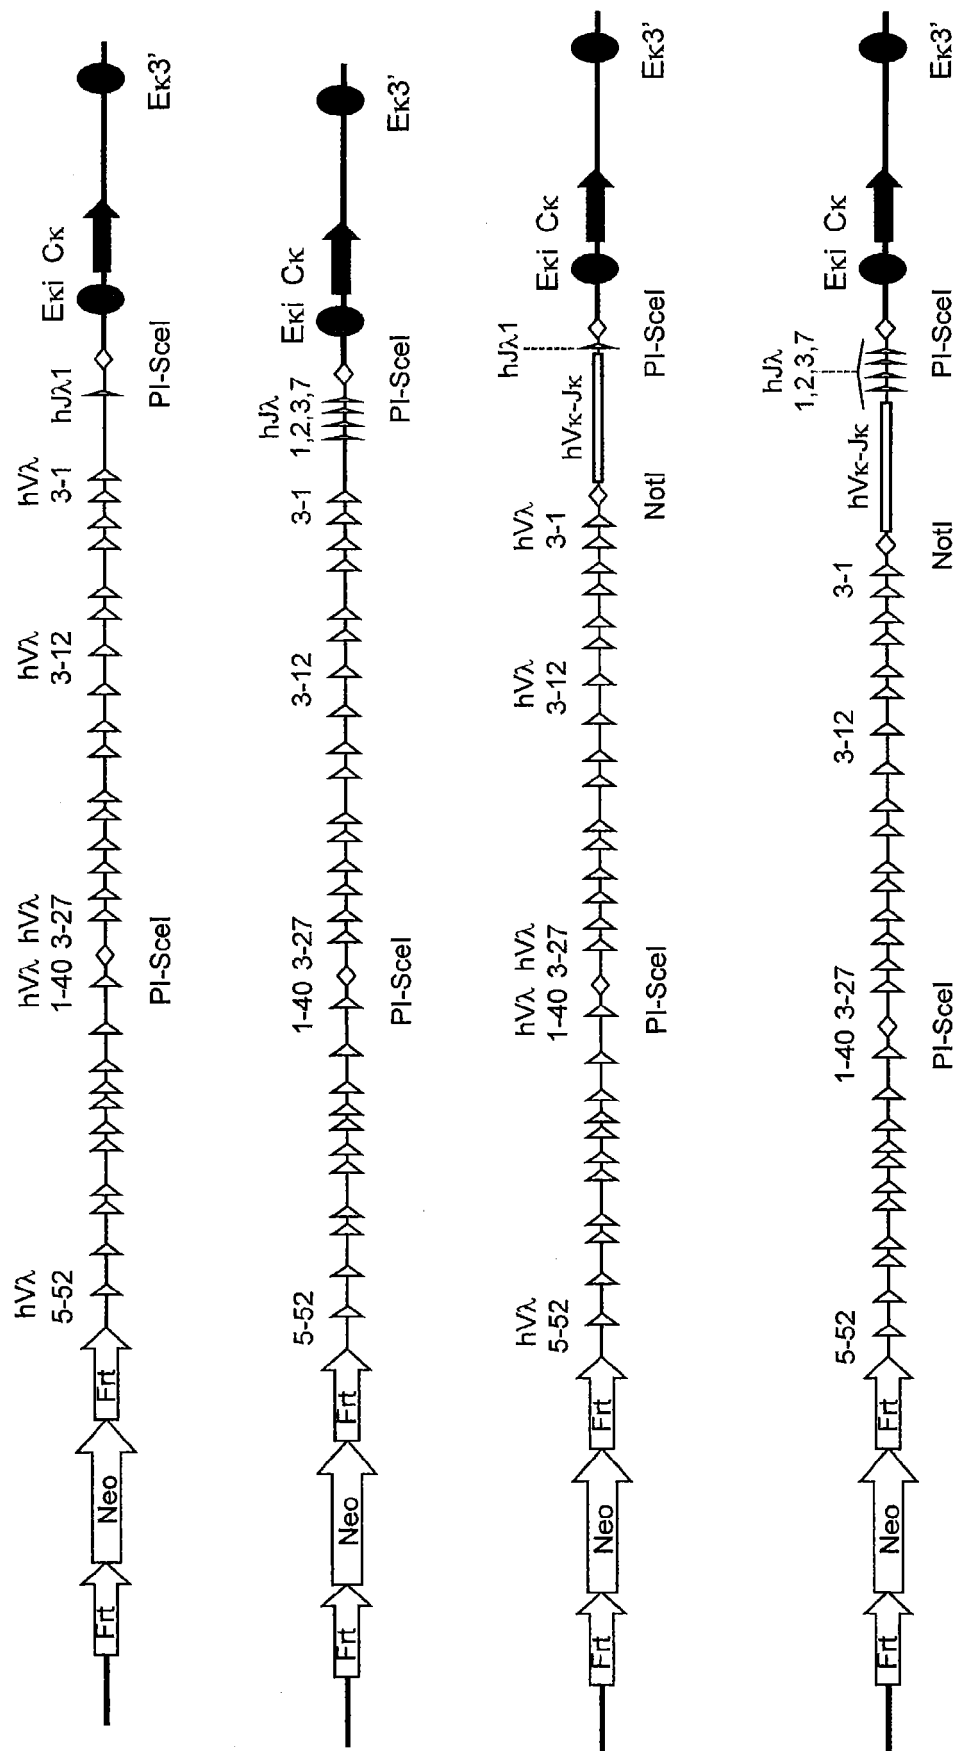 hVλ hVλ hVλ hVλ hJλ1 Eκi Cκ
5-52 1-40 3-27 3-12 3-1
Frt Neo Frt
PI-SceI PI-SceI Eκ3'
hJλ Eκi Cκ
5-52 1-40 3-27 3-12 3-1 1,2,3,7
Frt Neo Frt
PI-SceI PI-SceI Eκ3'
hVλ hVλ hVλ hVλ hVλ hVκ-Jκ hJλ1 Eκi Cκ
5-52 1-40 3-27 3-12 3-1
Frt Neo Frt
PI-SceI NotI PI-SceI Eκ3'
hJλ
5-52 1-40 3-27 3-12 3-1 hVκ-Jκ 1,2,3,7 Eκi Cκ
Frt Neo Frt
PI-SceI NotI PI-SceI Eκ3'